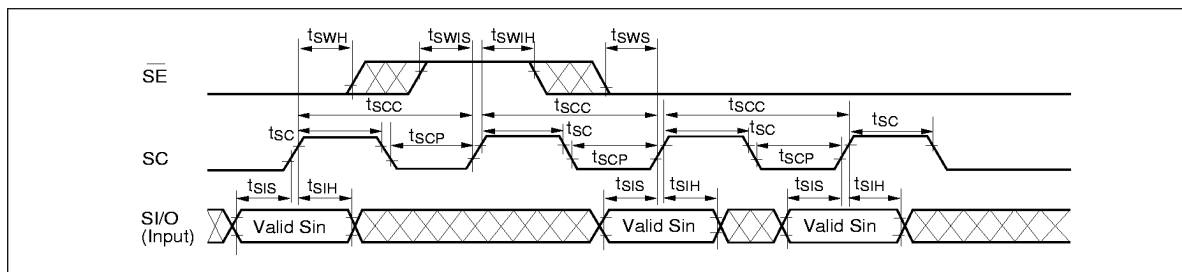 tSWH tSWIS tSWIH tSWS
SE
tSCC tSCC tSCC
tSC tSC tSC tSC
SC
tSCP tSCP tSCP
tSIS tSIH tSIS tSIH tSIS tSIH
SI/O
(Input)
Valid Sin Valid Sin Valid Sin